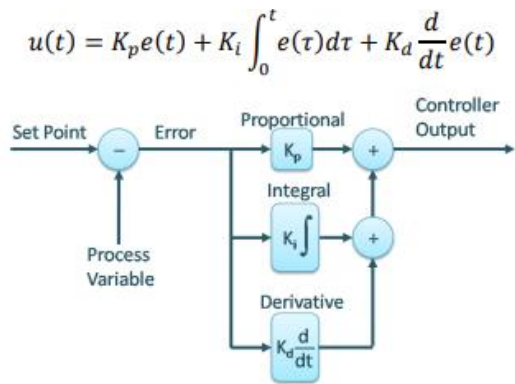 u(t) = K_p e(t) + K_i ∫_0^t e(τ)dτ + K_d d/dt e(t)
Controller
Output
Proportional
Set Point
Error
−
K_p
+
Integral
K_i ∫
+
Process
Variable
Derivative
K_d d/dt